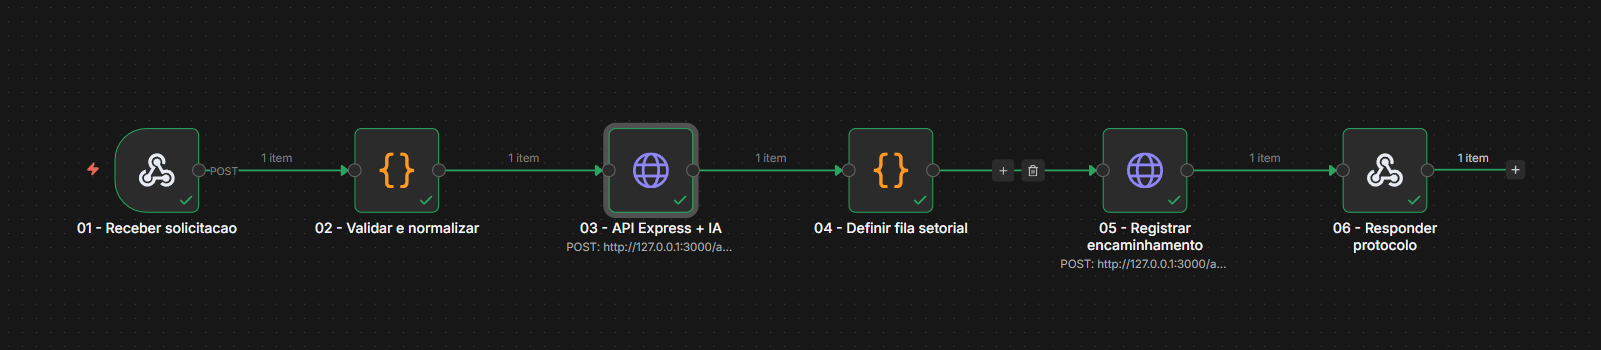 POST
1 item
1 item
1 item
1 item
1 item
01 - Receber solicitacao
02 - Validar e normalizar
03 - API Express + IA
POST: http://127.0.0.1:3000/a...
04 - Definir fila setorial
05 - Registrar
encaminhamento
POST: http://127.0.0.1:3000/a...
06 - Responder
protocolo